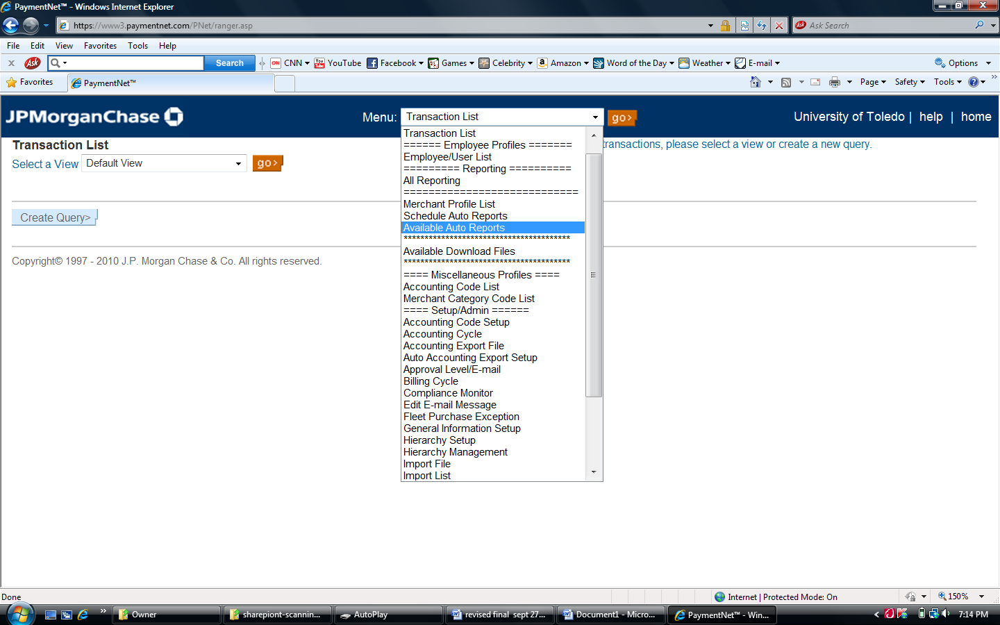 PaymentNet™ - Windows Internet Explorer
https://www3.paymentnet.com/PNet/ranger.asp
Ask Ask Search
File Edit View Favorites Tools Help
Ask Search CNN YouTube Facebook Games Celebrity Amazon Word of the Day Weather E-mail Options
Favorites PaymentNet™ Page Safety Tools
JPMorganChase Menu: Transaction List go> University of Toledo | help | home
Transaction List
transactions, please select a view or create a new query.
Select a View Default View go>
Create Query>
Copyright© 1997 - 2010 J.P. Morgan Chase & Co. All rights reserved.
Transaction List
====== Employee Profiles =======
Employee/User List
========= Reporting ==========
All Reporting
============================
Merchant Profile List
Schedule Auto Reports
Available Auto Reports
****************************************
Available Download Files
****************************************
==== Miscellaneous Profiles ====
Accounting Code List
Merchant Category Code List
==== Setup/Admin ======
Accounting Code Setup
Accounting Cycle
Accounting Export File
Auto Accounting Export Setup
Approval Level/E-mail
Billing Cycle
Compliance Monitor
Edit E-mail Message
Fleet Purchase Exception
General Information Setup
Hierarchy Setup
Hierarchy Management
Import File
Import List
Done Internet | Protected Mode: On 150%
Owner sharepiont-scannin... AutoPlay revised final sept 27... Document1 - Micro... PaymentNet™ - Win... 7:14 PM